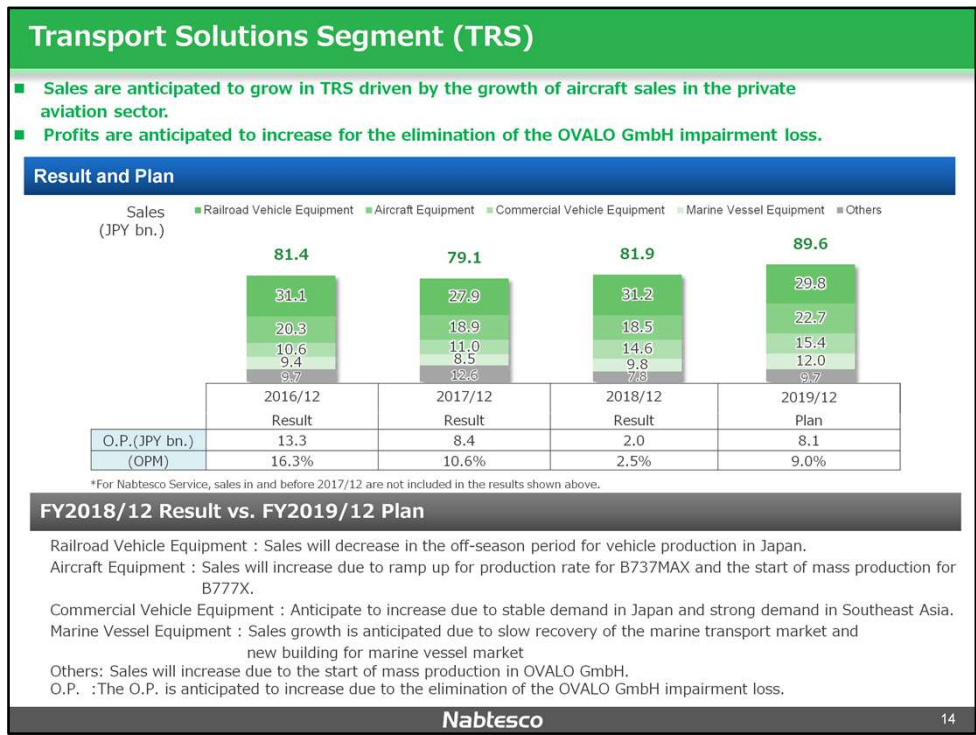 Transport Solutions Segment (TRS)
■ Sales are anticipated to grow in TRS driven by the growth of aircraft sales in the private
aviation sector.
■ Profits are anticipated to increase for the elimination of the OVALO GmbH impairment loss.
Result and Plan
Sales
(JPY bn.)
■Railroad Vehicle Equipment ■Aircraft Equipment ■Commercial Vehicle Equipment ■Marine Vessel Equipment ■Others
81.4 79.1 81.9 89.6
31.1 27.9 31.2 29.8
20.3 18.9 18.5 22.7
10.6 11.0 14.6 15.4
9.4 8.5 9.8 12.0
9.7 12.6 7.8 9.7
2016/12 2017/12 2018/12 2019/12
Result Result Result Plan
O.P.(JPY bn.) 13.3 8.4 2.0 8.1
(OPM) 16.3% 10.6% 2.5% 9.0%
*For Nabtesco Service, sales in and before 2017/12 are not included in the results shown above.
FY2018/12 Result vs. FY2019/12 Plan
Railroad Vehicle Equipment : Sales will decrease in the off-season period for vehicle production in Japan.
Aircraft Equipment : Sales will increase due to ramp up for production rate for B737MAX and the start of mass production for
B777X.
Commercial Vehicle Equipment : Anticipate to increase due to stable demand in Japan and strong demand in Southeast Asia.
Marine Vessel Equipment : Sales growth is anticipated due to slow recovery of the marine transport market and
new building for marine vessel market
Others: Sales will increase due to the start of mass production in OVALO GmbH.
O.P. :The O.P. is anticipated to increase due to the elimination of the OVALO GmbH impairment loss.
Nabtesco
14